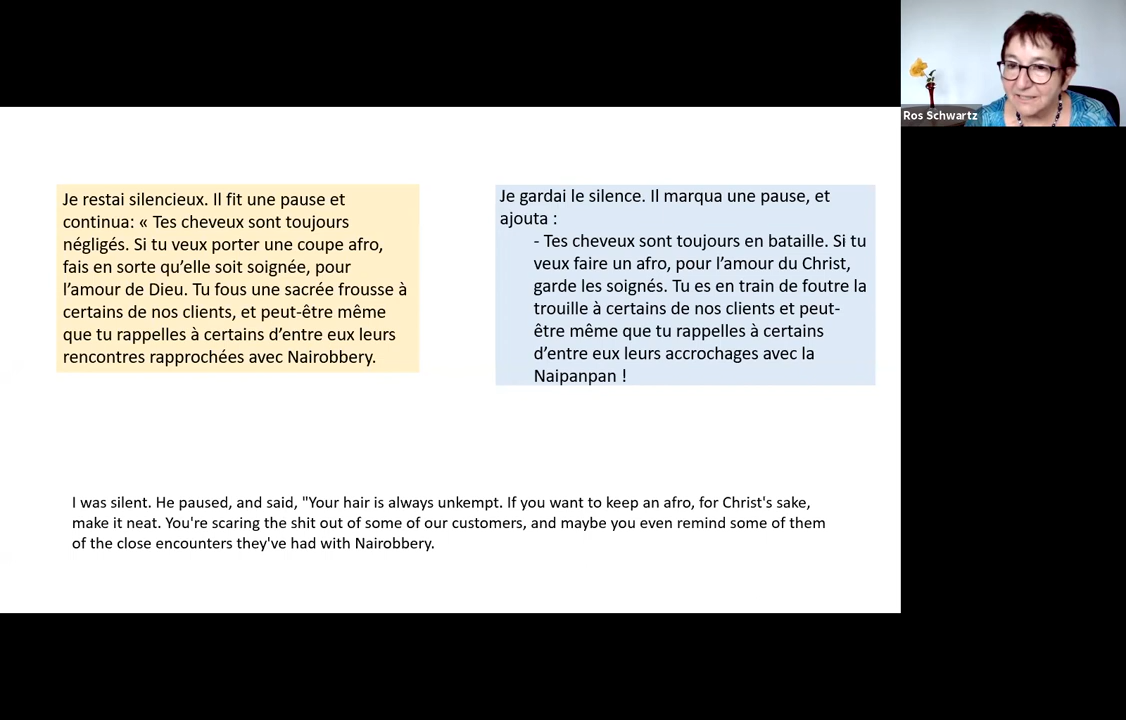 Ros Schwartz
Je restai silencieux. Il fit une pause et
continua: « Tes cheveux sont toujours
négligés. Si tu veux porter une coupe afro,
fais en sorte qu’elle soit soignée, pour
l’amour de Dieu. Tu fous une sacrée frousse à
certains de nos clients, et peut-être même
que tu rappelles à certains d’entre eux leurs
rencontres rapprochées avec Nairobbery.
Je gardai le silence. Il marqua une pause, et
ajouta :
- Tes cheveux sont toujours en bataille. Si tu
veux faire un afro, pour l’amour du Christ,
garde les soignés. Tu es en train de foutre la
trouille à certains de nos clients et peut-
être même que tu rappelles à certains
d’entre eux leurs accrochages avec la
Naipanpan !
I was silent. He paused, and said, "Your hair is always unkempt. If you want to keep an afro, for Christ's sake,
make it neat. You're scaring the shit out of some of our customers, and maybe you even remind some of them
of the close encounters they've had with Nairobbery.